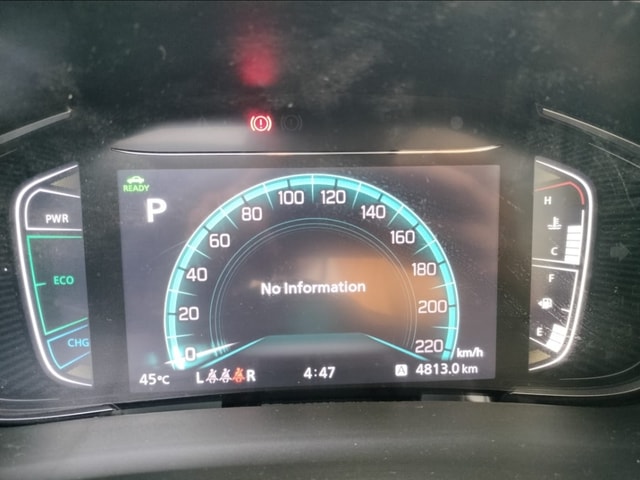 READY
P
PWR
ECO
CHG
0
20
40
60
80
100
120
140
160
180
200
220
km/h
No Information
H
C
F
E
45°C
L R
4:47
A 4813.0 km